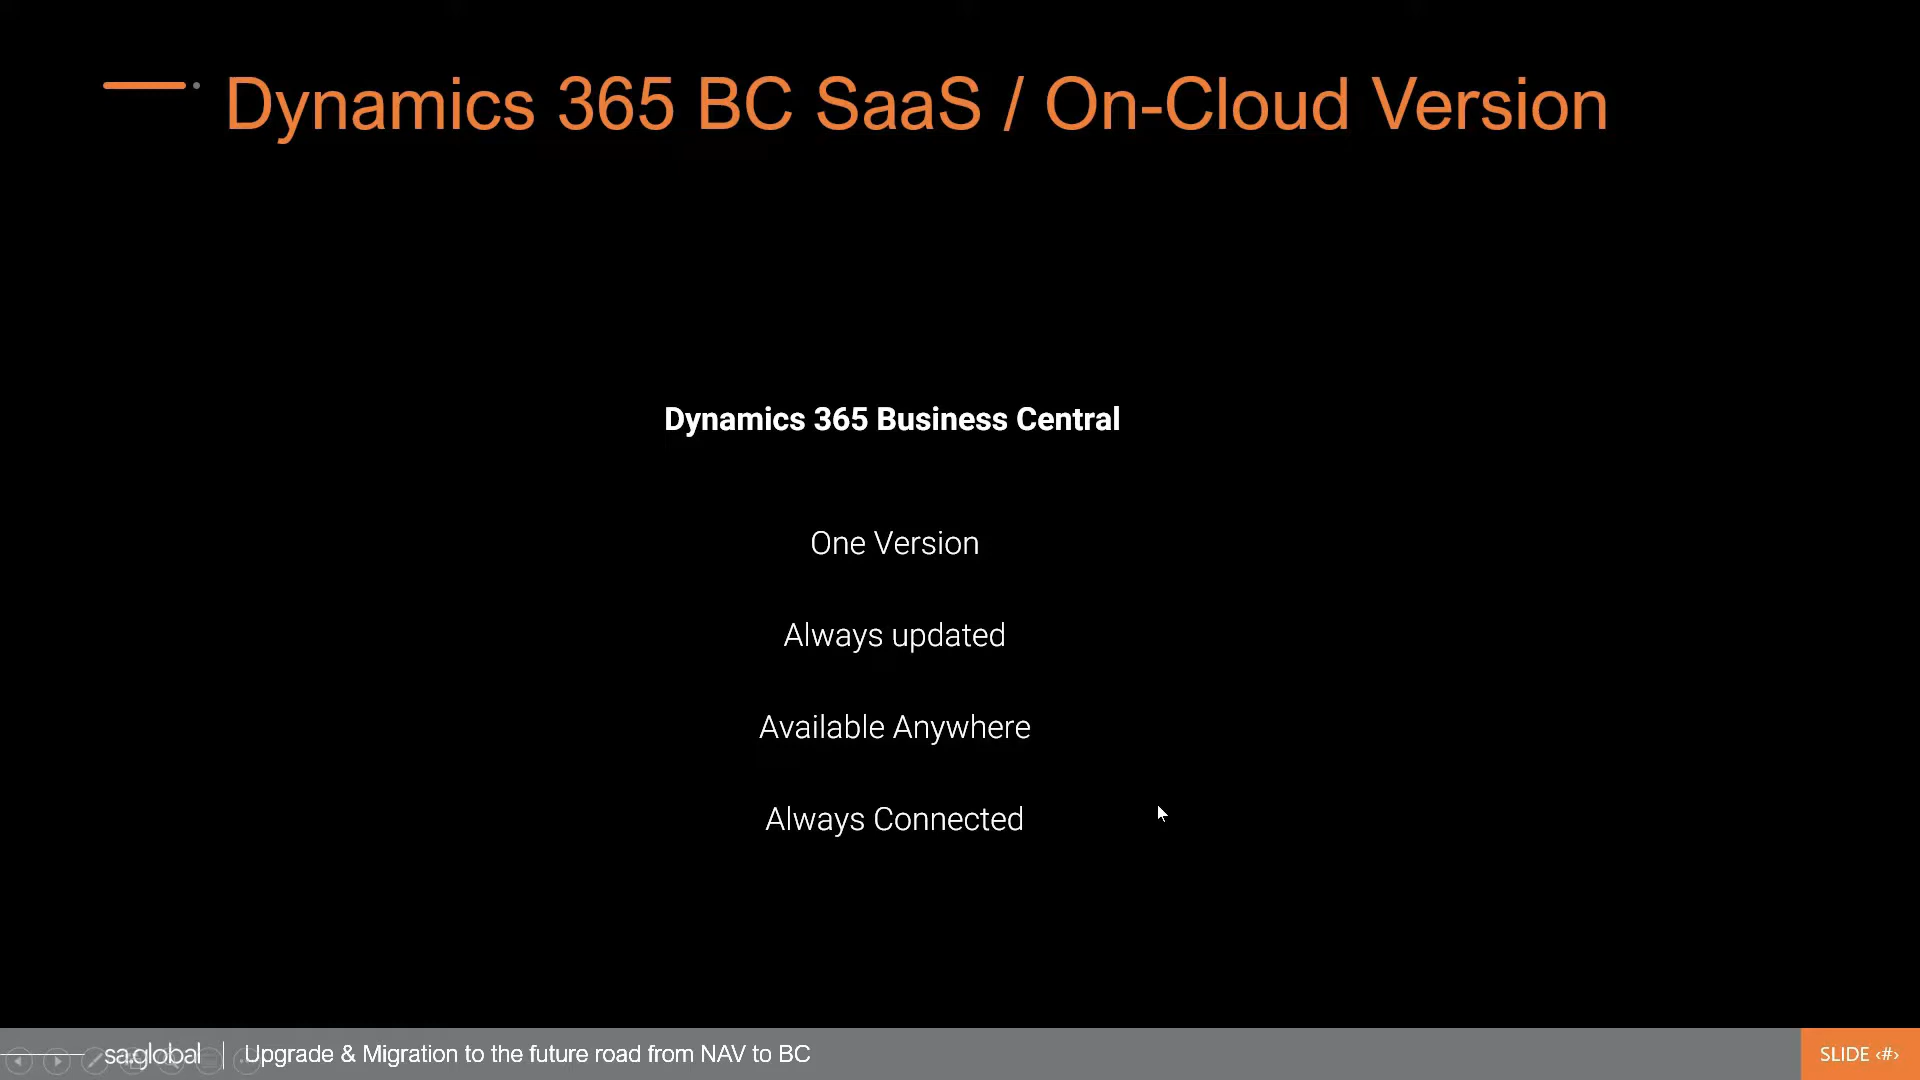 Dynamics 365 BC SaaS / On-Cloud Version
Dynamics 365 Business Central
One Version
Always updated
Available Anywhere
Always Connected
sa.global
Upgrade & Migration to the future road from NAV to BC
SLIDE ‹#›